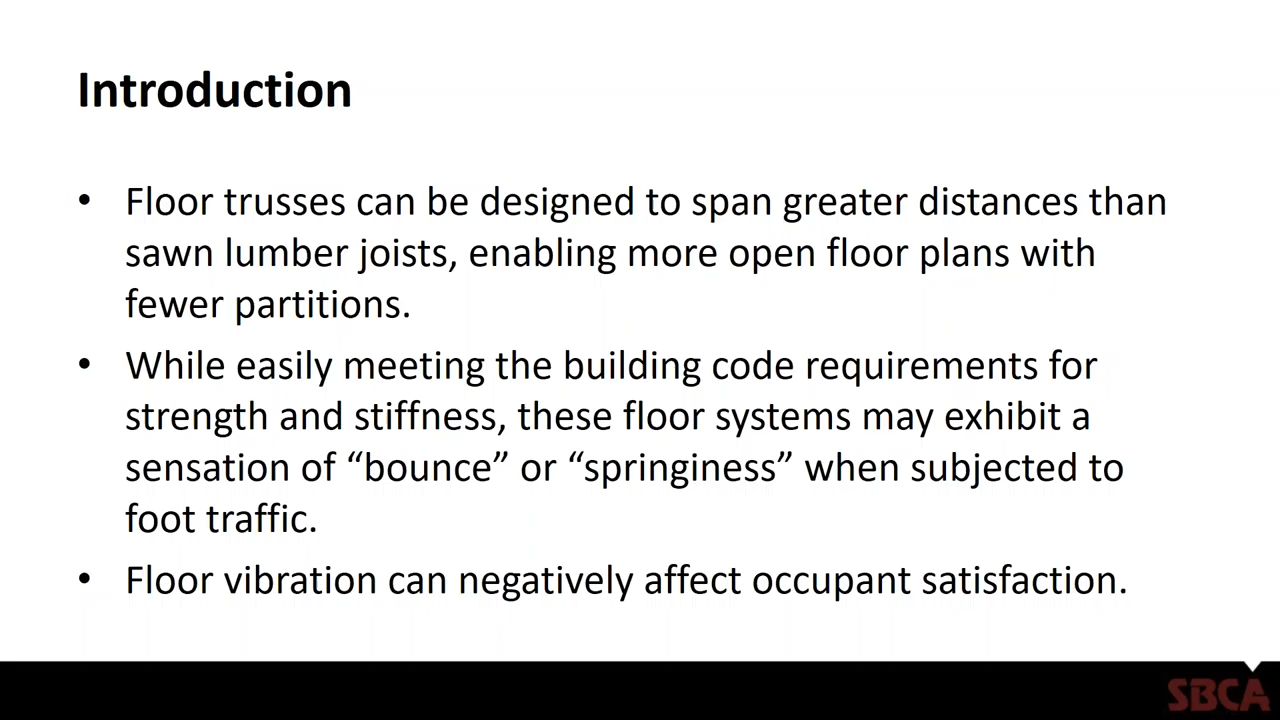 Introduction
• Floor trusses can be designed to span greater distances than
sawn lumber joists, enabling more open floor plans with
fewer partitions.
• While easily meeting the building code requirements for
strength and stiffness, these floor systems may exhibit a
sensation of “bounce” or “springiness” when subjected to
foot traffic.
• Floor vibration can negatively affect occupant satisfaction.
SBCA